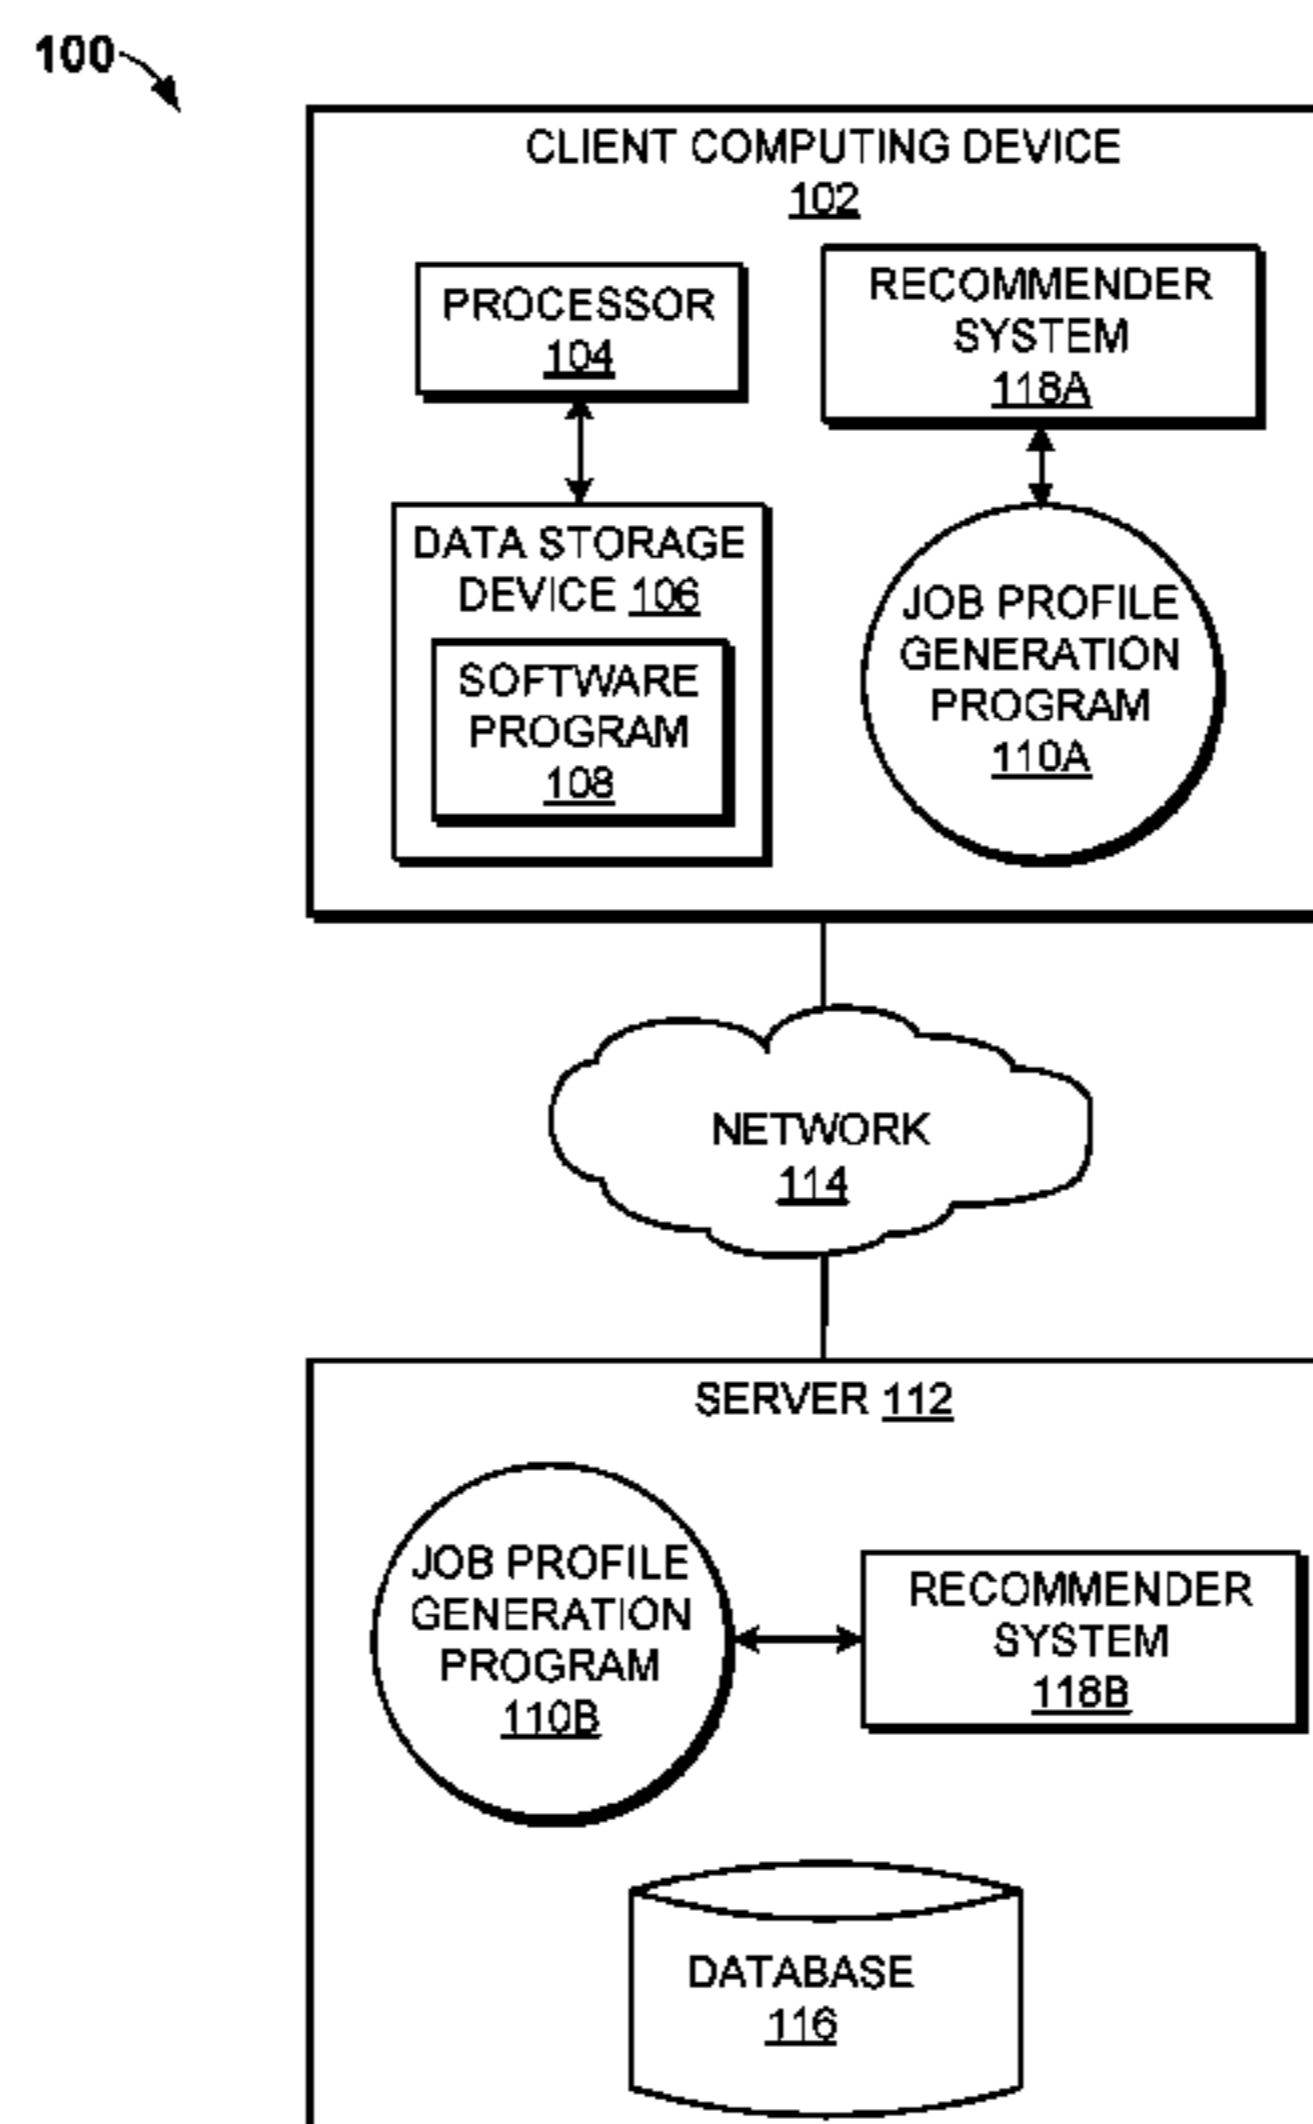 100
CLIENT COMPUTING DEVICE
102
PROCESSOR
104
RECOMMENDER
SYSTEM
118A
DATA STORAGE
DEVICE 106
SOFTWARE
PROGRAM
108
JOB PROFILE
GENERATION
PROGRAM
110A
NETWORK
114
SERVER 112
JOB PROFILE
GENERATION
PROGRAM
110B
RECOMMENDER
SYSTEM
118B
DATABASE
116